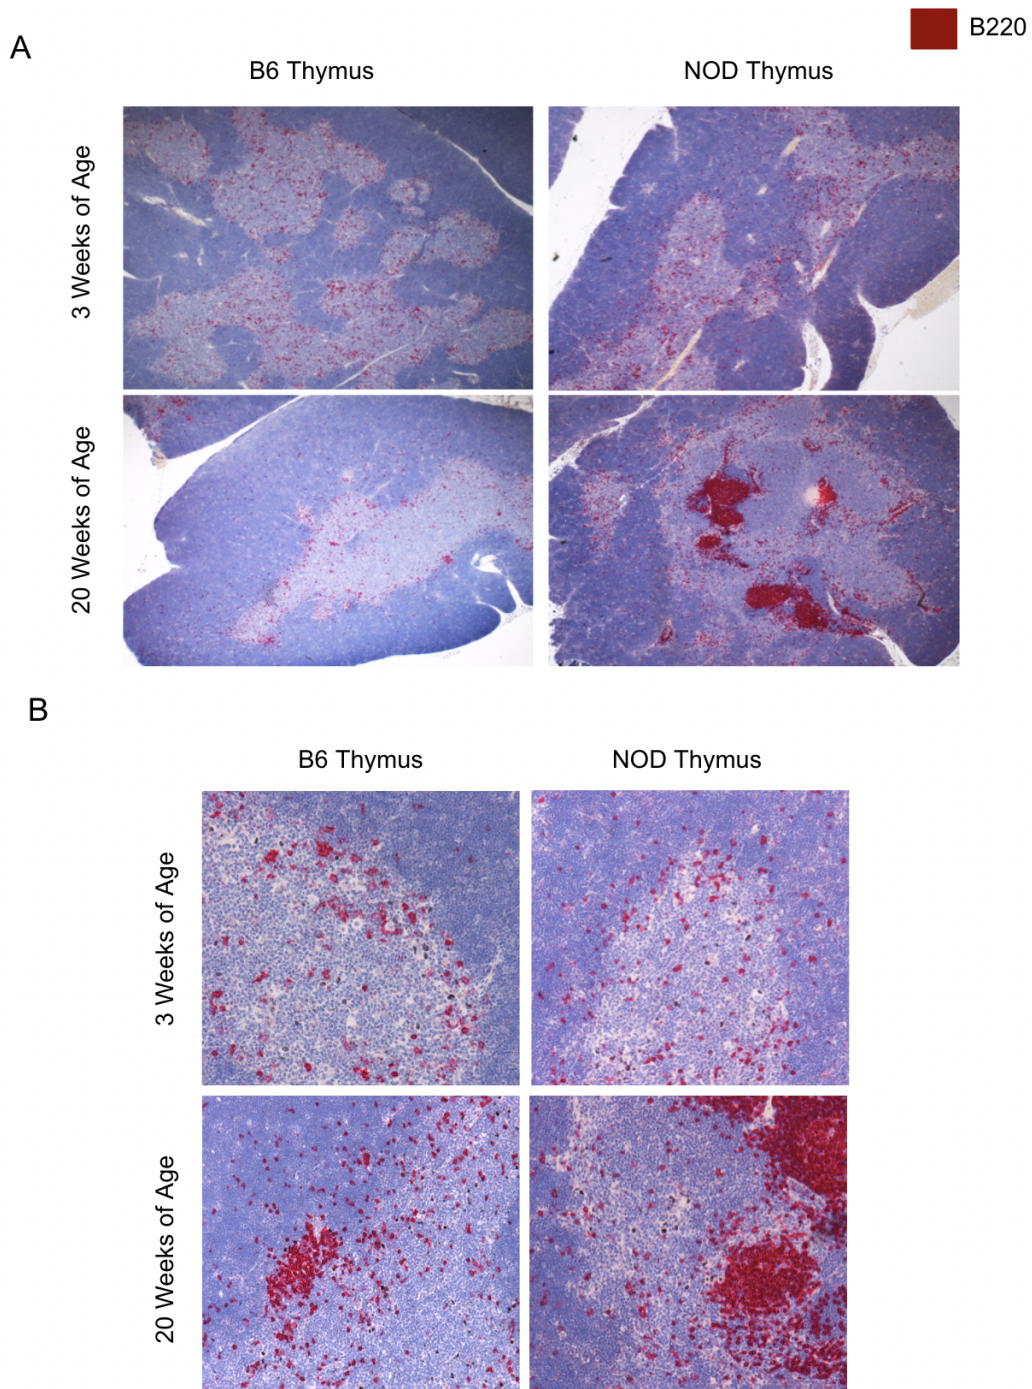 B220
A
B6 Thymus
NOD Thymus
3 Weeks of Age
20 Weeks of Age
B
B6 Thymus
NOD Thymus
3 Weeks of Age
20 Weeks of Age